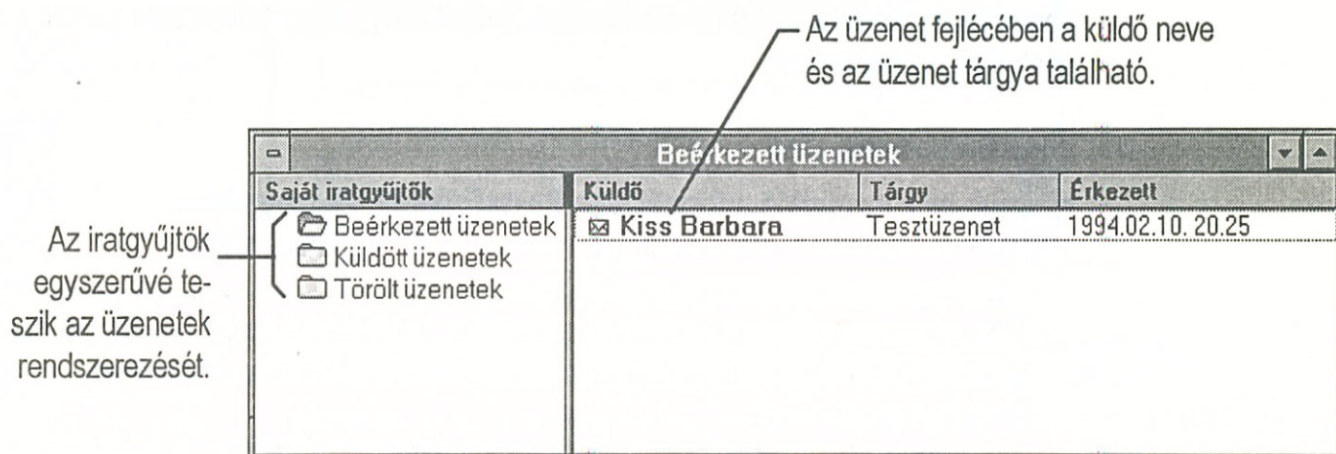 Az üzenet fejlécében a küldő neve
és az üzenet tárgya található.
Beérkezett üzenetek
Saját iratgyűjtők
Küldő Tárgy Érkezett
Beérkezett üzenetek
Küldött üzenetek
Törölt üzenetek
Kiss Barbara Tesztüzenet 1994.02.10. 20.25
Az iratgyűjtők
egyszerűvé te-
szik az üzenetek
rendszerezését.